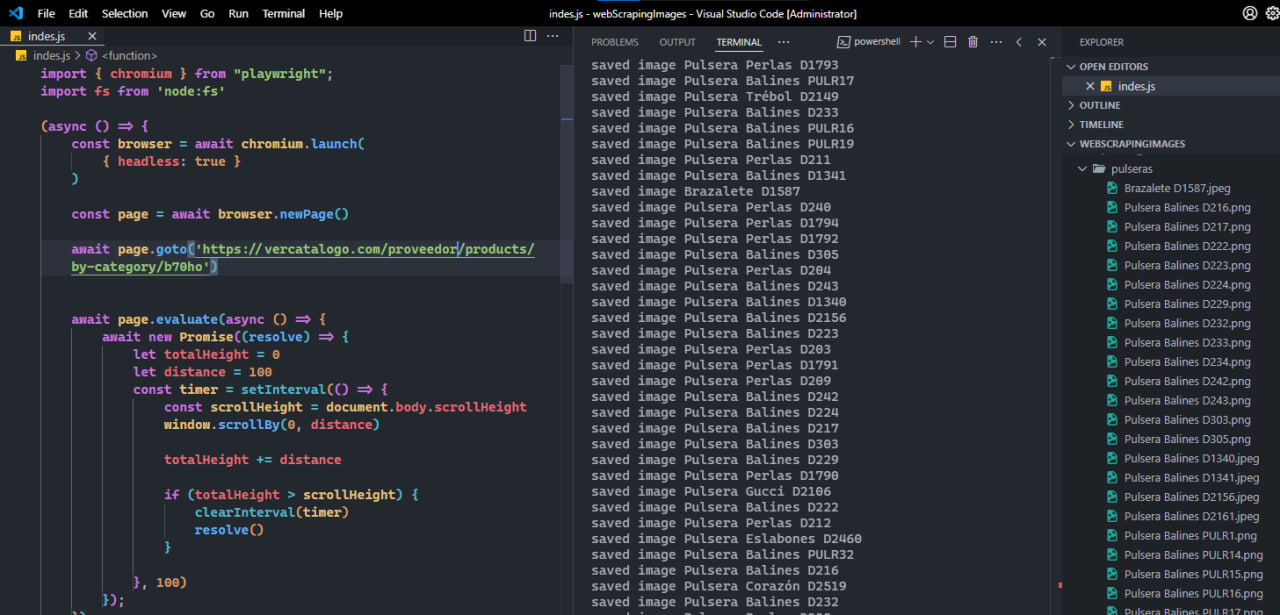 File Edit Selection View Go Run Terminal Help
index.js - webScrapingImages - Visual Studio Code [Administrator]
index.js
index.js > <function>
import { chromium } from "playwright";
import fs from 'node:fs'
(async () => {
const browser = await chromium.launch(
{ headless: true }
)
const page = await browser.newPage()
await page.goto('https://vercatalogo.com/proveedor/products/
by-category/b70ho')
await page.evaluate(async () => {
await new Promise((resolve) => {
let totalHeight = 0
let distance = 100
const timer = setInterval(() => {
const scrollHeight = document.body.scrollHeight
window.scrollBy(0, distance)
totalHeight += distance
if (totalHeight > scrollHeight) {
clearInterval(timer)
resolve()
}
}, 100)
});
PROBLEMS OUTPUT TERMINAL
powershell
saved image Pulsera Perlas D1793
saved image Pulsera Balines PULR17
saved image Pulsera Trébol D2149
saved image Pulsera Balines D233
saved image Pulsera Balines PULR16
saved image Pulsera Balines PULR19
saved image Pulsera Perlas D211
saved image Pulsera Balines D1341
saved image Brazalete D1587
saved image Pulsera Perlas D240
saved image Pulsera Perlas D1794
saved image Pulsera Perlas D1792
saved image Pulsera Balines D305
saved image Pulsera Perlas D204
saved image Pulsera Balines D243
saved image Pulsera Balines D1340
saved image Pulsera Balines D2156
saved image Pulsera Balines D223
saved image Pulsera Perlas D203
saved image Pulsera Perlas D1791
saved image Pulsera Perlas D209
saved image Pulsera Balines D242
saved image Pulsera Balines D224
saved image Pulsera Balines D217
saved image Pulsera Balines D303
saved image Pulsera Balines D229
saved image Pulsera Perlas D1790
saved image Pulsera Gucci D2106
saved image Pulsera Balines D222
saved image Pulsera Perlas D212
saved image Pulsera Eslabones D2460
saved image Pulsera Balines PULR32
saved image Pulsera Balines D216
saved image Pulsera Corazón D2519
saved image Pulsera Balines D232
EXPLORER
OPEN EDITORS
index.js
OUTLINE
TIMELINE
WEBSCRAPINGIMAGES
pulseras
Brazalete D1587.jpeg
Pulsera Balines D216.png
Pulsera Balines D217.png
Pulsera Balines D222.png
Pulsera Balines D223.png
Pulsera Balines D224.png
Pulsera Balines D229.png
Pulsera Balines D232.png
Pulsera Balines D233.png
Pulsera Balines D234.png
Pulsera Balines D242.png
Pulsera Balines D243.png
Pulsera Balines D303.png
Pulsera Balines D305.png
Pulsera Balines D1340.jpeg
Pulsera Balines D1341.jpeg
Pulsera Balines D2156.jpeg
Pulsera Balines D2161.jpeg
Pulsera Balines PULR1.png
Pulsera Balines PULR14.png
Pulsera Balines PULR15.png
Pulsera Balines PULR16.png
Pulsera Balines PULR17.png